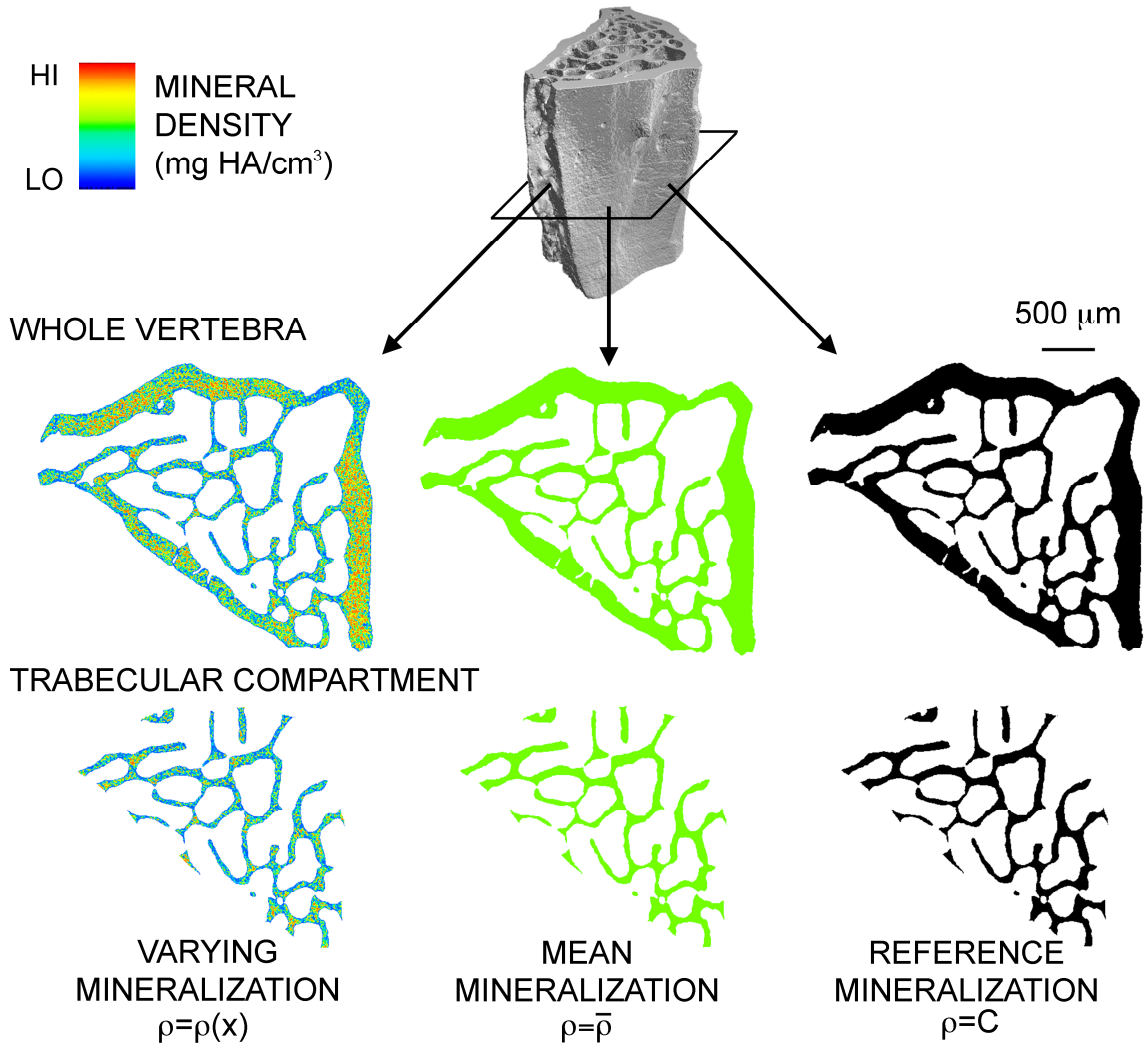 HI
LO
MINERAL
DENSITY
(mg HA/cm³)
500 μm
WHOLE VERTEBRA
TRABECULAR COMPARTMENT
VARYING
MINERALIZATION
ρ=ρ(x)
MEAN
MINERALIZATION
ρ=ρ̄
REFERENCE
MINERALIZATION
ρ=C